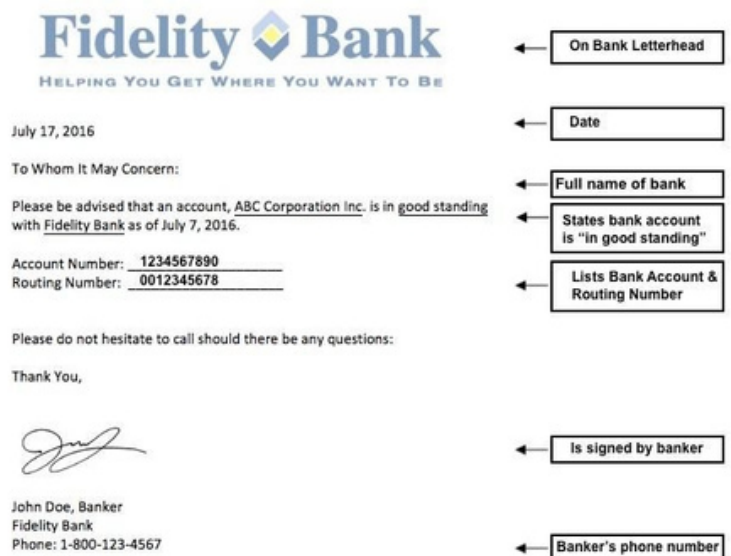 Fidelity Bank
HELPING YOU GET WHERE YOU WANT TO BE
On Bank Letterhead
July 17, 2016
Date
To Whom It May Concern:
Full name of bank
Please be advised that an account, ABC Corporation Inc. is in good standing
with Fidelity Bank as of July 7, 2016.
States bank account
is “in good standing”
Account Number: 1234567890
Routing Number: 0012345678
Lists Bank Account &
Routing Number
Please do not hesitate to call should there be any questions:
Thank You,
Is signed by banker
John Doe, Banker
Fidelity Bank
Phone: 1-800-123-4567
Banker's phone number